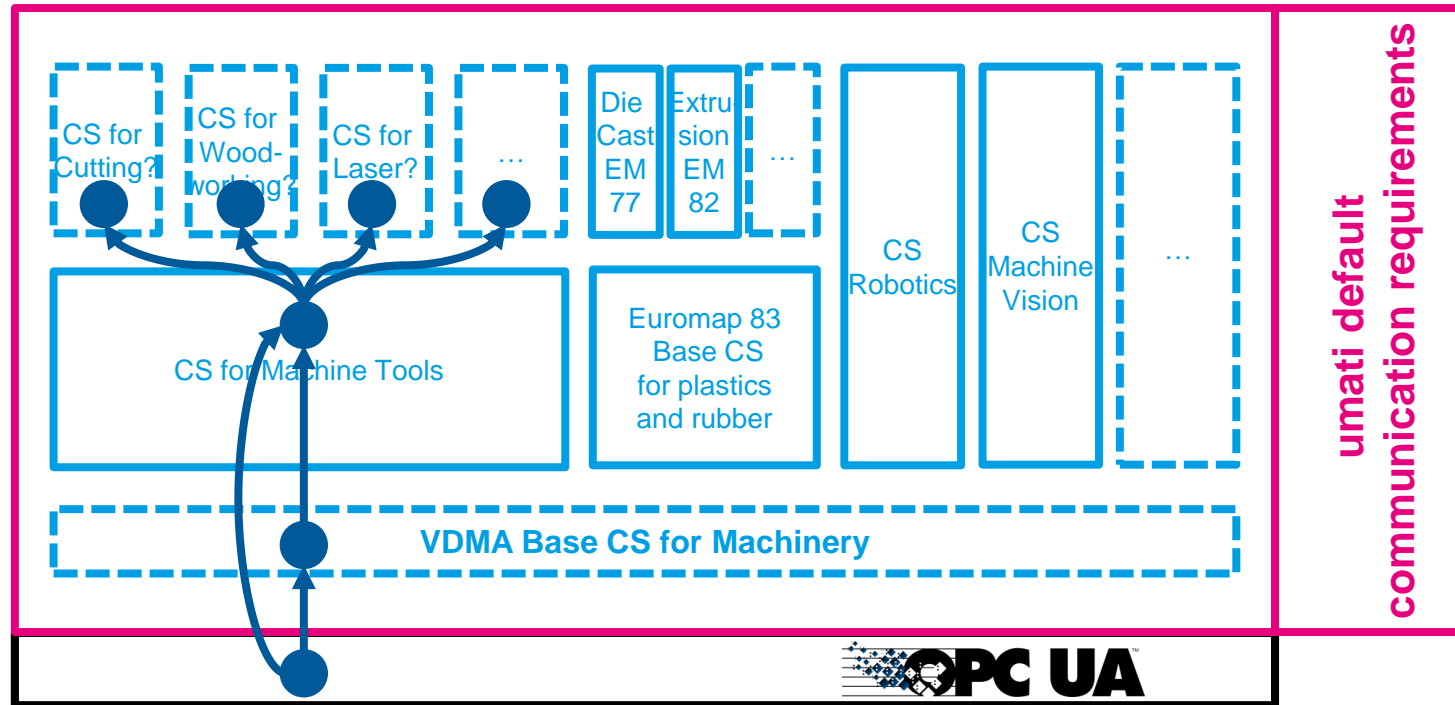 CS for
Cutting?
CS for
Wood-
working?
CS for
Laser?
…
Die
Cast
EM
77
Extru-
sion
EM
82
…
CS
Robotics
CS
Machine
Vision
…
CS for Machine Tools
Euromap 83
Base CS
for plastics
and rubber
VDMA Base CS for Machinery
OPC UA™
umati default
communication requirements